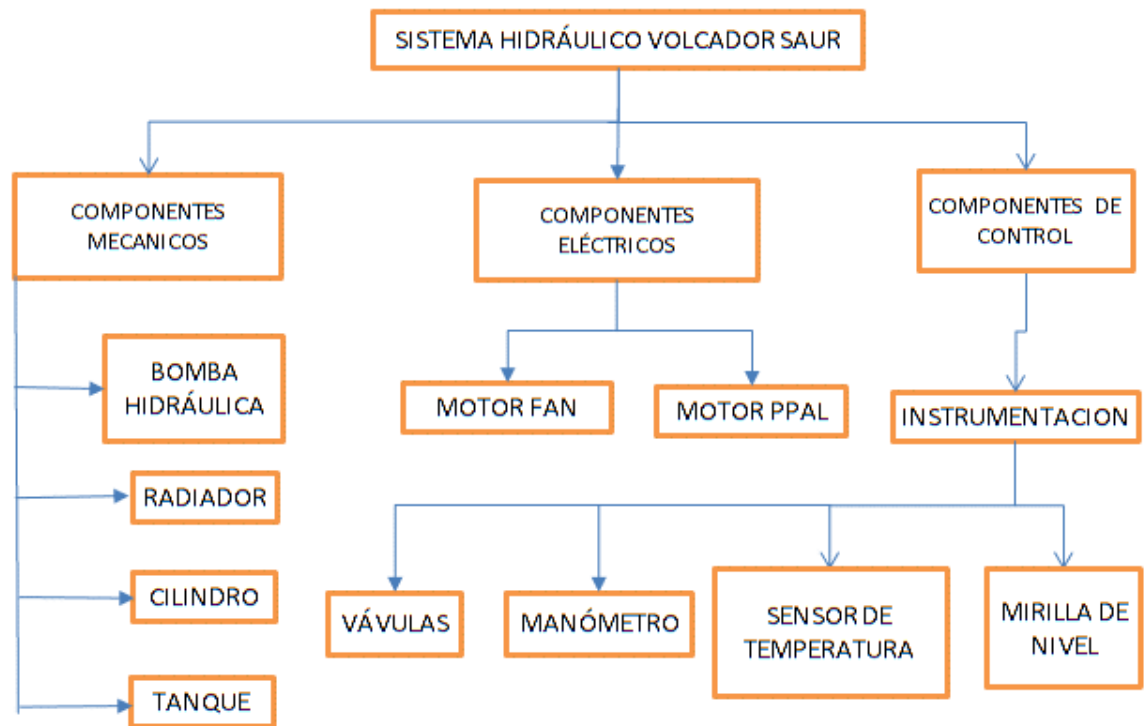 SISTEMA HIDRÁULICO VOLCADOR SAUR
COMPONENTES
MECANICOS
COMPONENTES
ELÉCTRICOS
COMPONENTES DE
CONTROL
BOMBA
HIDRÁULICA
RADIADOR
CILINDRO
TANQUE
MOTOR FAN
MOTOR PPAL
INSTRUMENTACION
VÁVULAS
MANÓMETRO
SENSOR DE
TEMPERATURA
MIRILLA DE
NIVEL